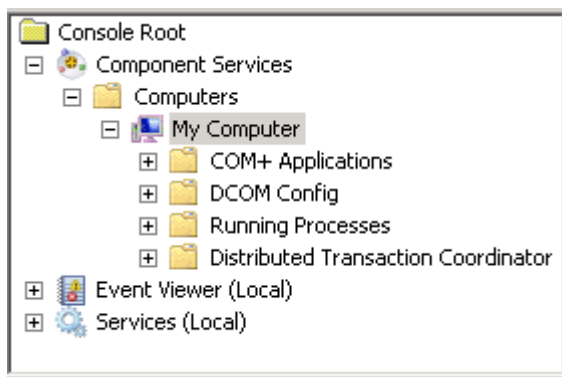 Console Root
Component Services
Computers
My Computer
COM+ Applications
DCOM Config
Running Processes
Distributed Transaction Coordinator
Event Viewer (Local)
Services (Local)